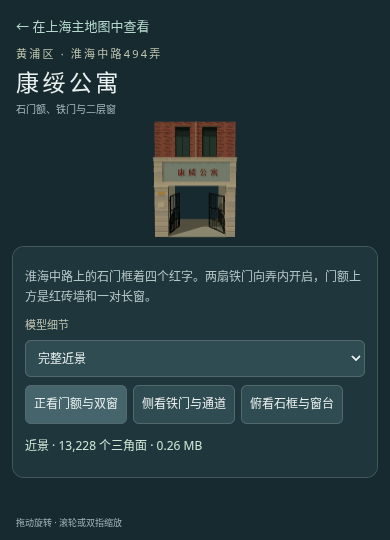 ← 在上海主地图中查看
黄浦区 · 淮海中路494弄
康绥公寓
石门额、铁门与二层窗
康绥公寓
淮海中路上的石门框着四个红字。两扇铁门向弄内开启，门额上
方是红砖墙和一对长窗。
模型细节
完整近景
正看门额与双窗
侧看铁门与通道
俯看石框与窗台
近景 · 13,228 个三角面 · 0.26 MB
拖动旋转 · 滚轮或双指缩放